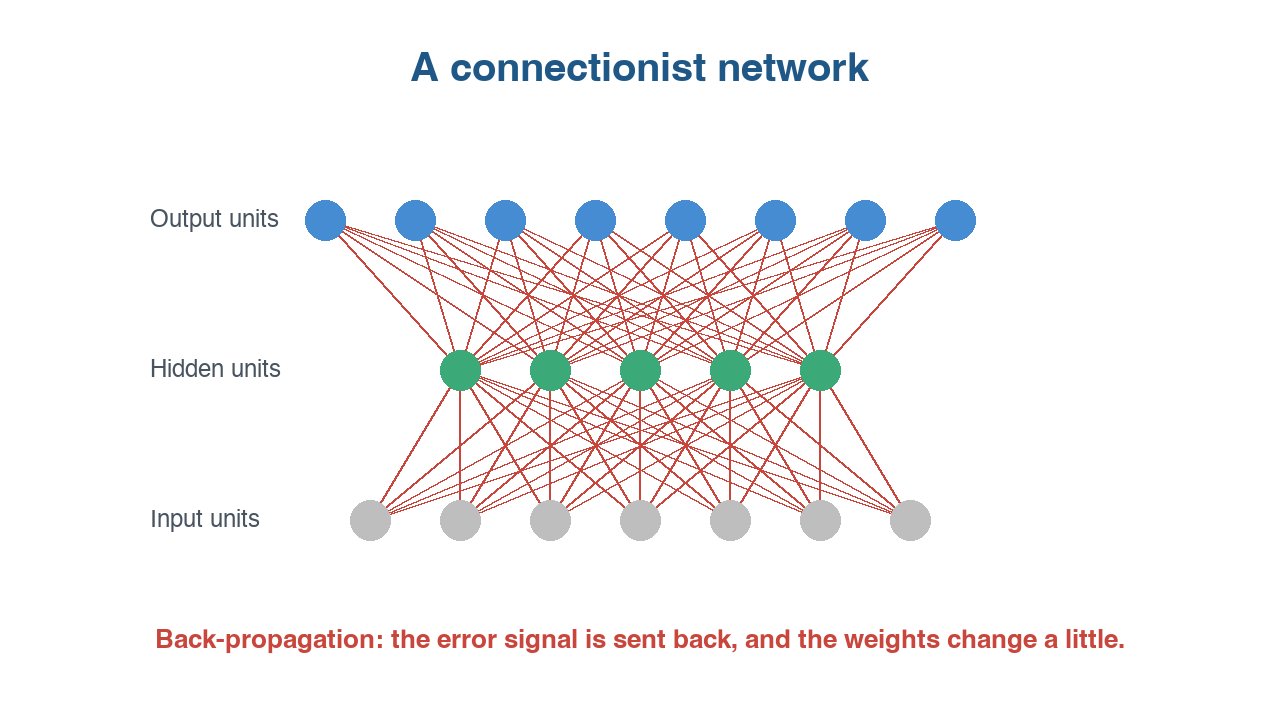 A connectionist network
Output units
Hidden units
Input units
Back-propagation: the error signal is sent back, and the weights change a little.